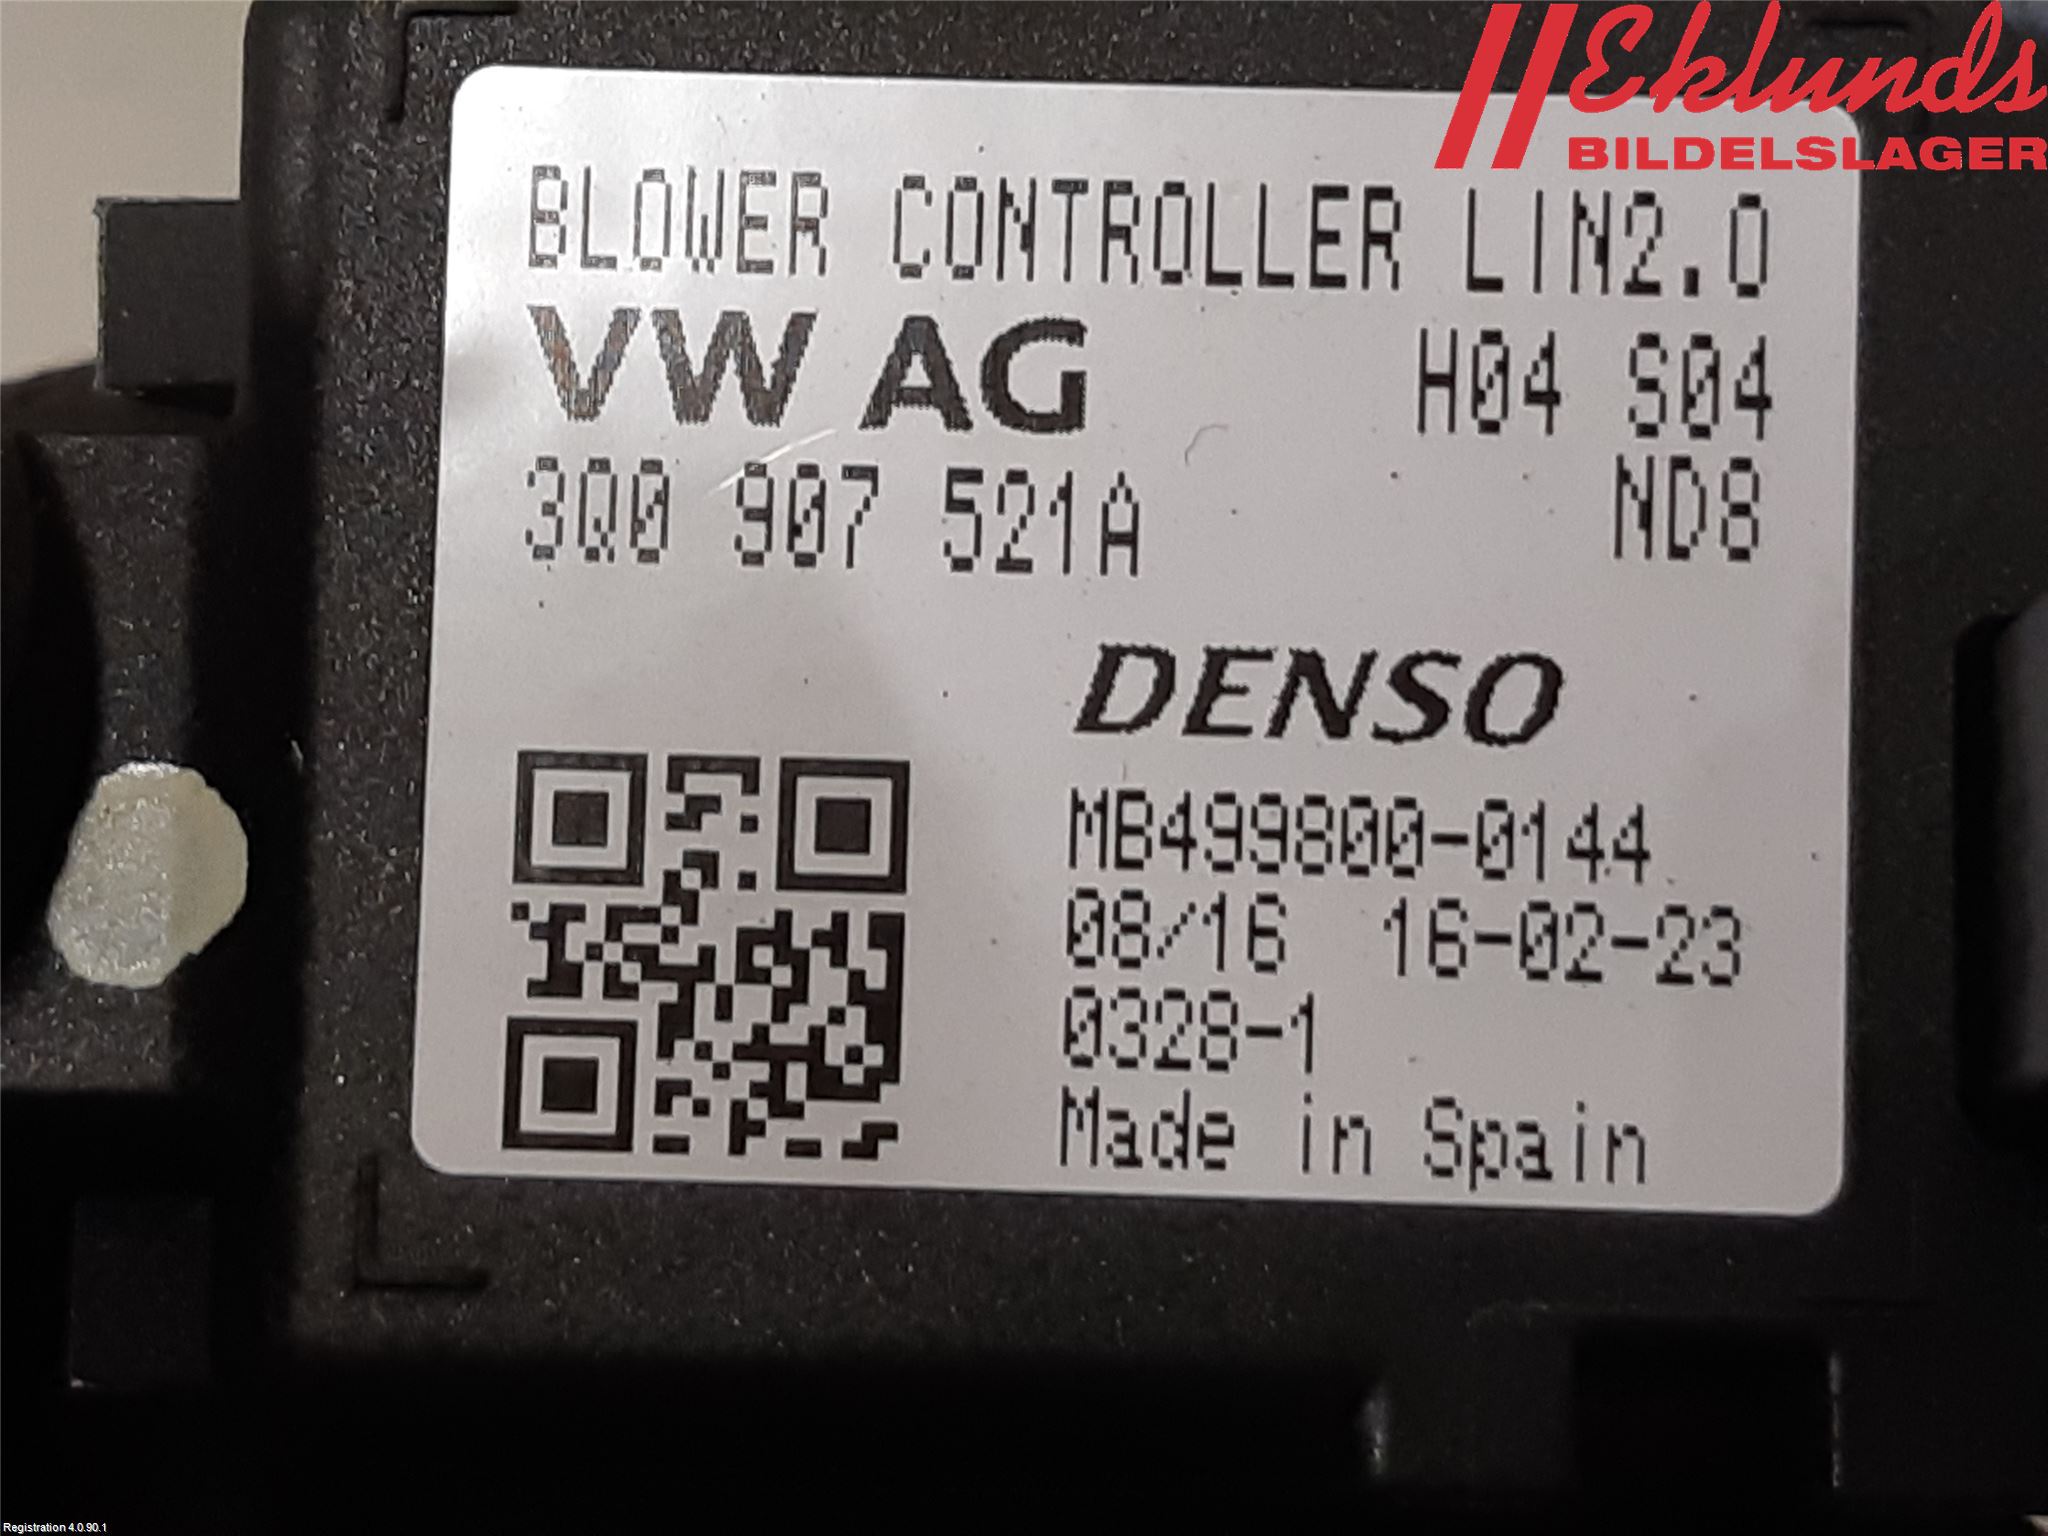 Eklunds
BILDELSLAGER
BLOWER CONTROLLER LIN2.0
VW AG H04 S04
3Q0 907 521A ND8
DENSO
MB499800-0144
08/16 16-02-23
0328-1
Made in Spain
Registration 4.0.90.1